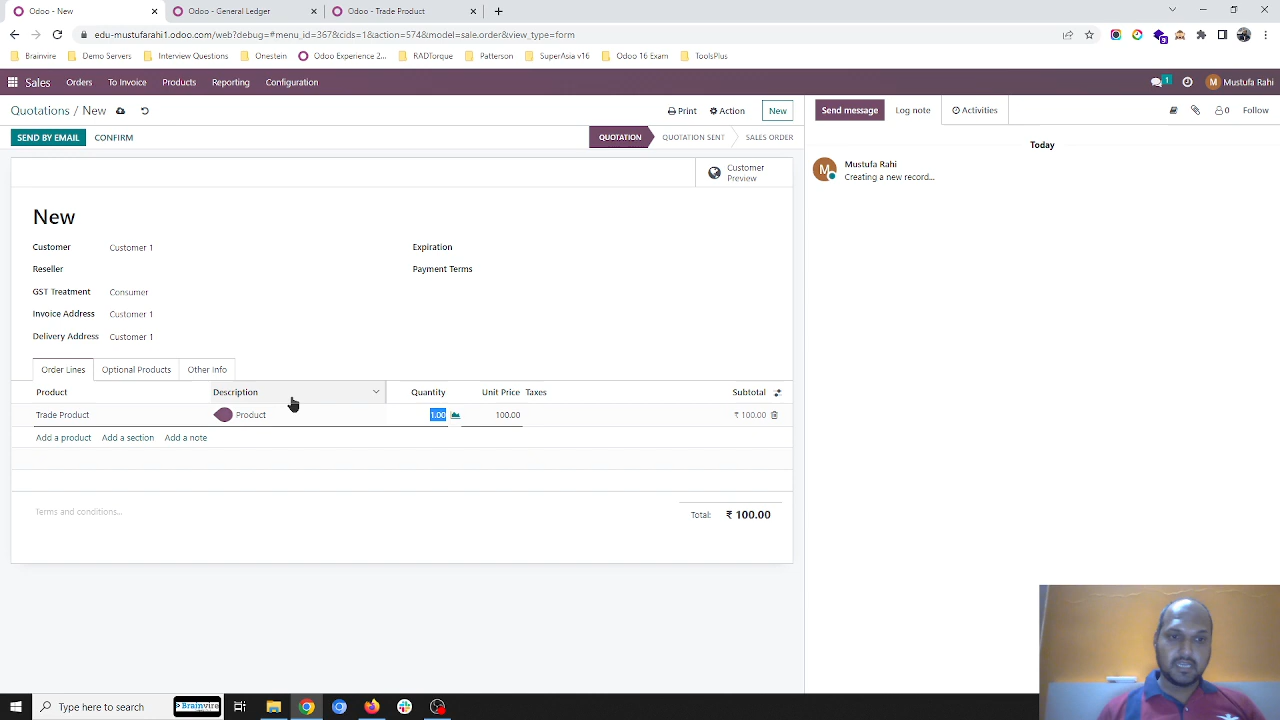 Odoo - New
Odoo - General Ledger
Odoo - Trade Product
edu-mustufarahi1.odoo.com/web?debug=#menu_id=367&cids=1&action=574&model=sale.order&view_type=form
Brainvire
Demo Servers
Interview Questions
Onestein
Odoo Experience 2...
RADTorque
Patterson
SuperAsia v16
Odoo 16 Exam
ToolsPlus
Sales
Orders
To Invoice
Products
Reporting
Configuration
1
M
Mustufa Rahi
Quotations / New
Print
Action
New
Send message
Log note
Activities
0
Follow
SEND BY EMAIL
CONFIRM
QUOTATION
QUOTATION SENT
SALES ORDER
Today
M
Mustufa Rahi
Creating a new record...
Customer
Preview
New
Customer
Customer 1
Expiration
Reseller
Payment Terms
GST Treatment
Consumer
Invoice Address
Customer 1
Delivery Address
Customer 1
Order Lines
Optional Products
Other Info
Product
Description
Quantity
Unit Price
Taxes
Subtotal
Trade Product
Product
1.00
100.00
₹ 100.00
Add a product
Add a section
Add a note
Terms and conditions...
Total:
₹ 100.00
Type here to search
Brainvire